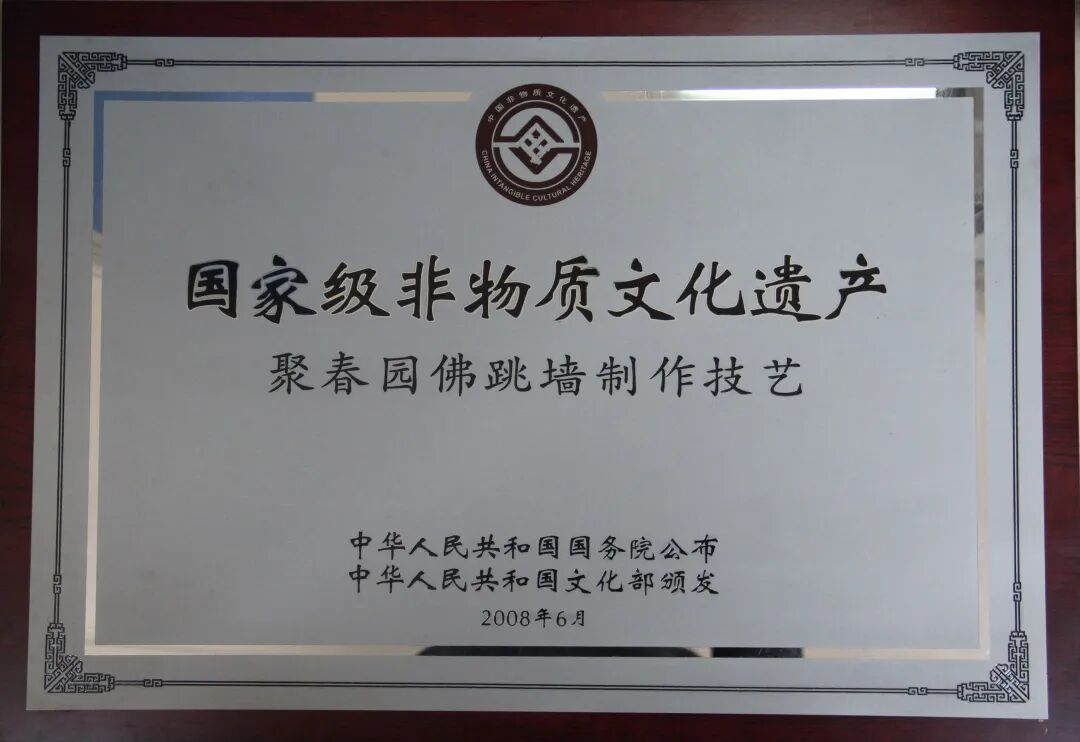 中国非物质文化遗产
CHINA INTANGIBLE CULTURAL HERITAGE
国家级非物质文化遗产
聚春园佛跳墙制作技艺
中华人民共和国国务院公布
中华人民共和国文化部颁发
2008年6月